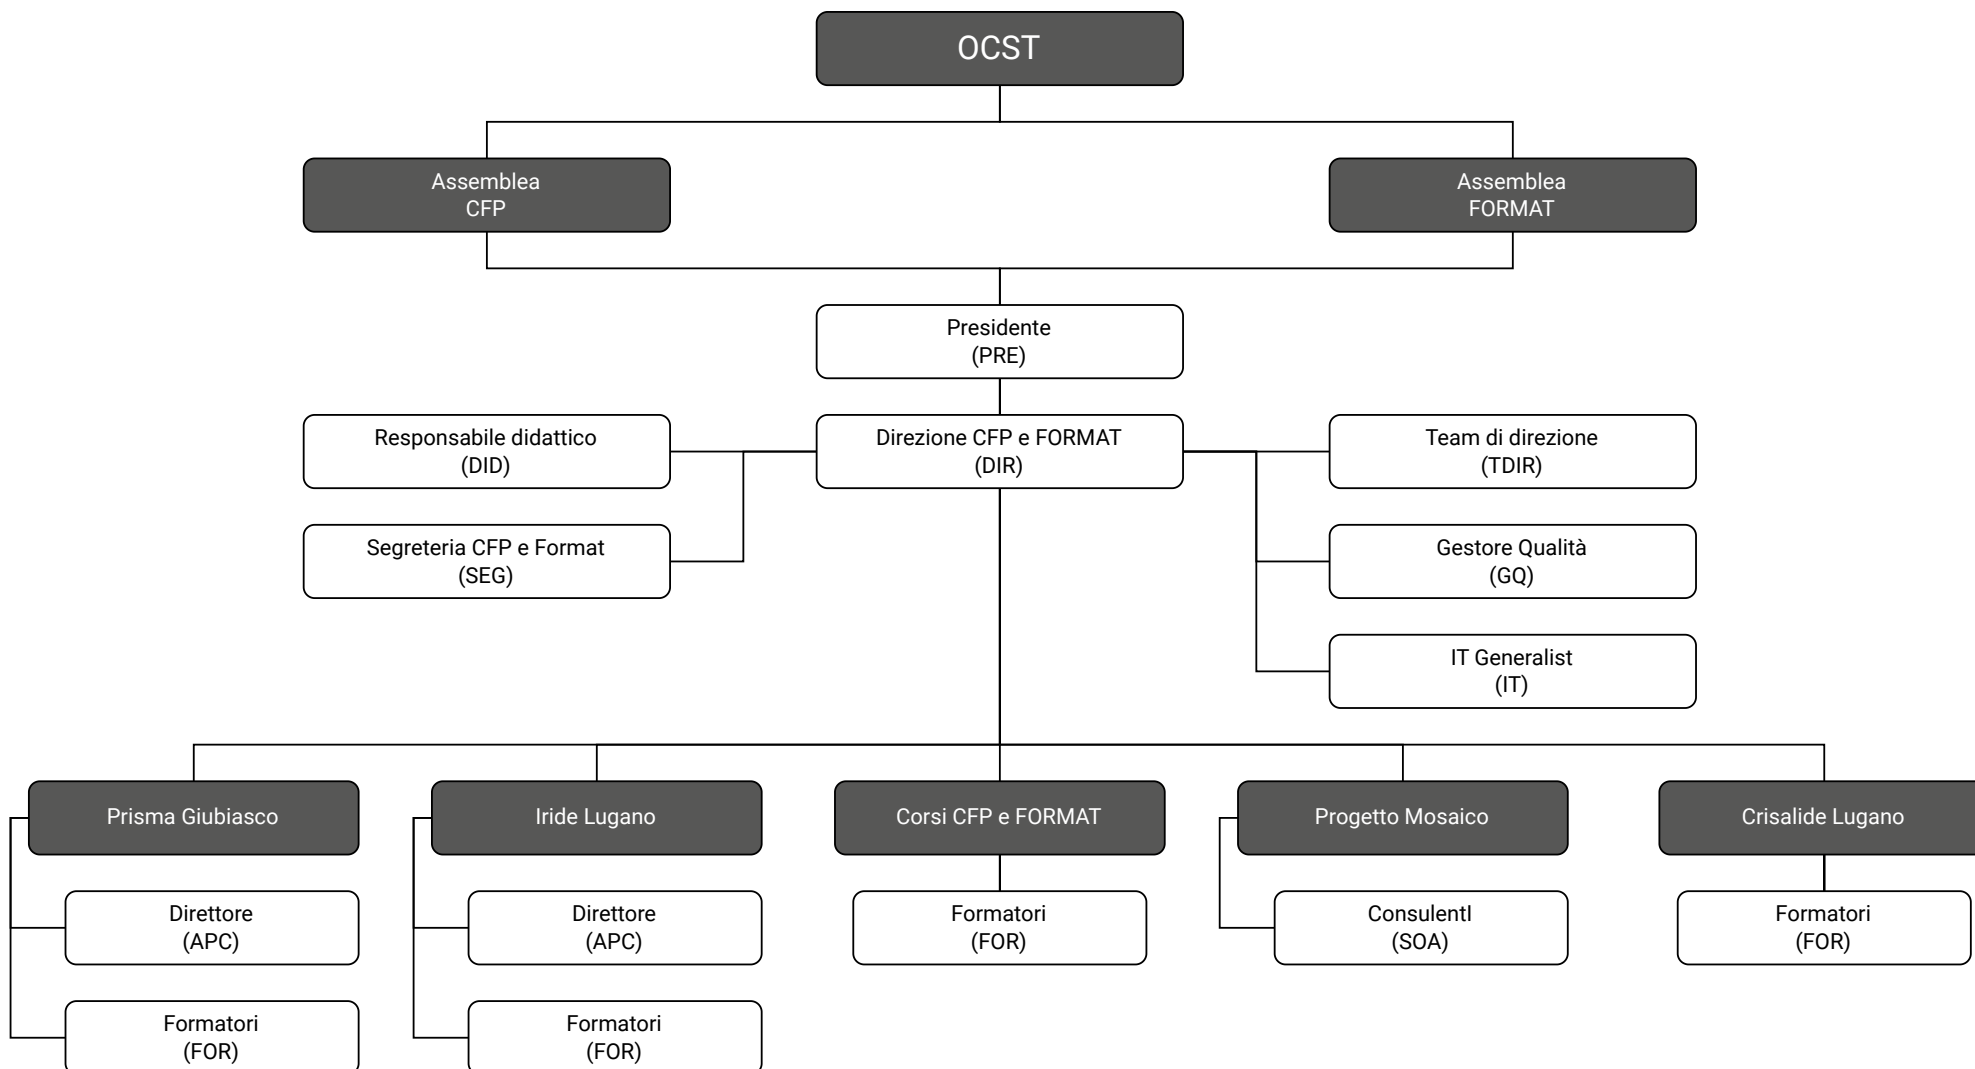 OCST
Assemblea
CFP
Assemblea
FORMAT
Presidente
(PRE)
Responsabile didattico
(DID)
Direzione CFP e FORMAT
(DIR)
Team di direzione
(TDIR)
Segreteria CFP e Format
(SEG)
Gestore Qualità
(GQ)
IT Generalist
(IT)
Prisma Giubiasco
Iride Lugano
Corsi CFP e FORMAT
Progetto Mosaico
Crisalide Lugano
Direttore
(APC)
Direttore
(APC)
Formatori
(FOR)
ConsulentI
(SOA)
Formatori
(FOR)
Formatori
(FOR)
Formatori
(FOR)